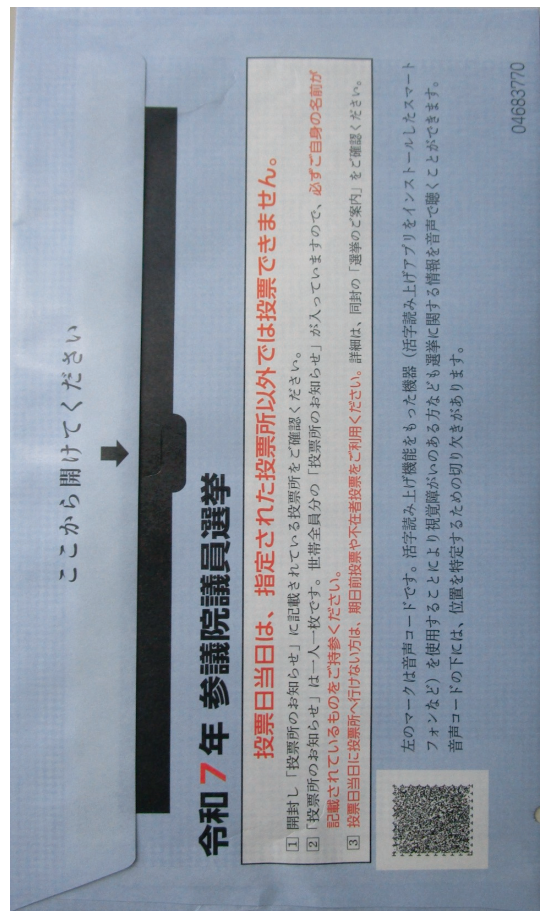 ここから開けてください
令和7年 参議院議員選挙
投票日当日は、指定された投票所以外では投票できません。
1 開封し「投票所のお知らせ」に記載されている投票所をご確認ください。
2 「投票所のお知らせ」は一人一枚です。世帯全員分の「投票所のお知らせ」が入っていますので、必ずご自身の名前が
記載されているものをご持参ください。
3 投票日当日に投票所へ行けない方は、期日前投票や不在者投票をご利用ください。詳細は、同封の「選挙のご案内」をご確認ください。
左のマークは音声コードです。活字読み上げ機能をもった機器（活字読み上げアプリをインストールしたスマート
フォンなど）を使用することにより視覚障がいのある方なども選挙に関する情報を音声で聴くことができます。
音声コードの下には、位置を特定するための切り欠きがあります。
04683770